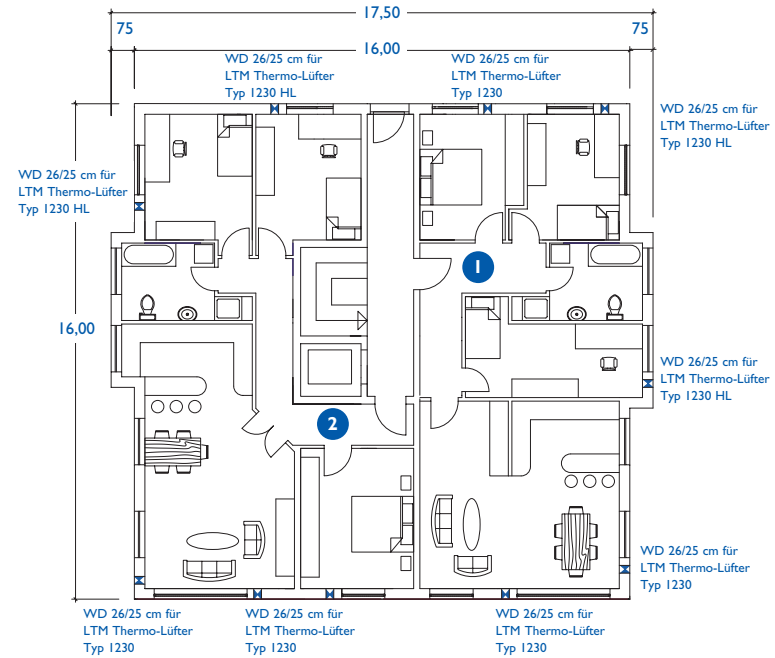 17,50
75
75
16,00
WD 26/25 cm für
LTM Thermo-Lüfter
Typ 1230 HL
WD 26/25 cm für
LTM Thermo-Lüfter
Typ 1230
WD 26/25 cm für
LTM Thermo-Lüfter
Typ 1230 HL
WD 26/25 cm für
LTM Thermo-Lüfter
Typ 1230 HL
1
16,00
WD 26/25 cm für
LTM Thermo-Lüfter
Typ 1230 HL
2
WD 26/25 cm für
LTM Thermo-Lüfter
Typ 1230
WD 26/25 cm für
LTM Thermo-Lüfter
Typ 1230
WD 26/25 cm für
LTM Thermo-Lüfter
Typ 1230
WD 26/25 cm für
LTM Thermo-Lüfter
Typ 1230